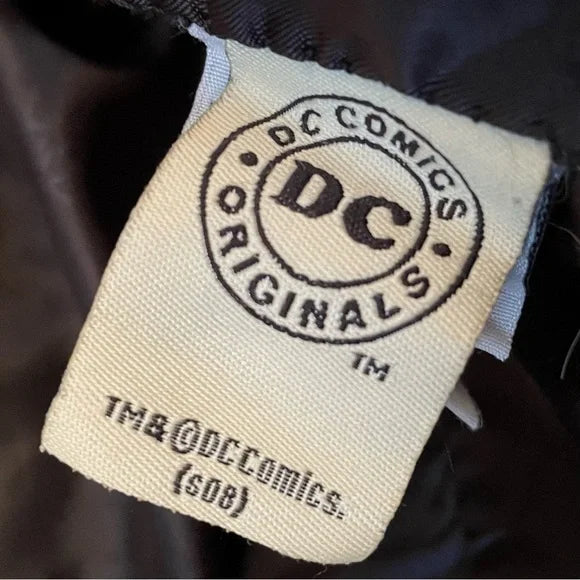 DC COMICS
DC
ORIGINALS
TM
TM&©DCComics.
(s08)